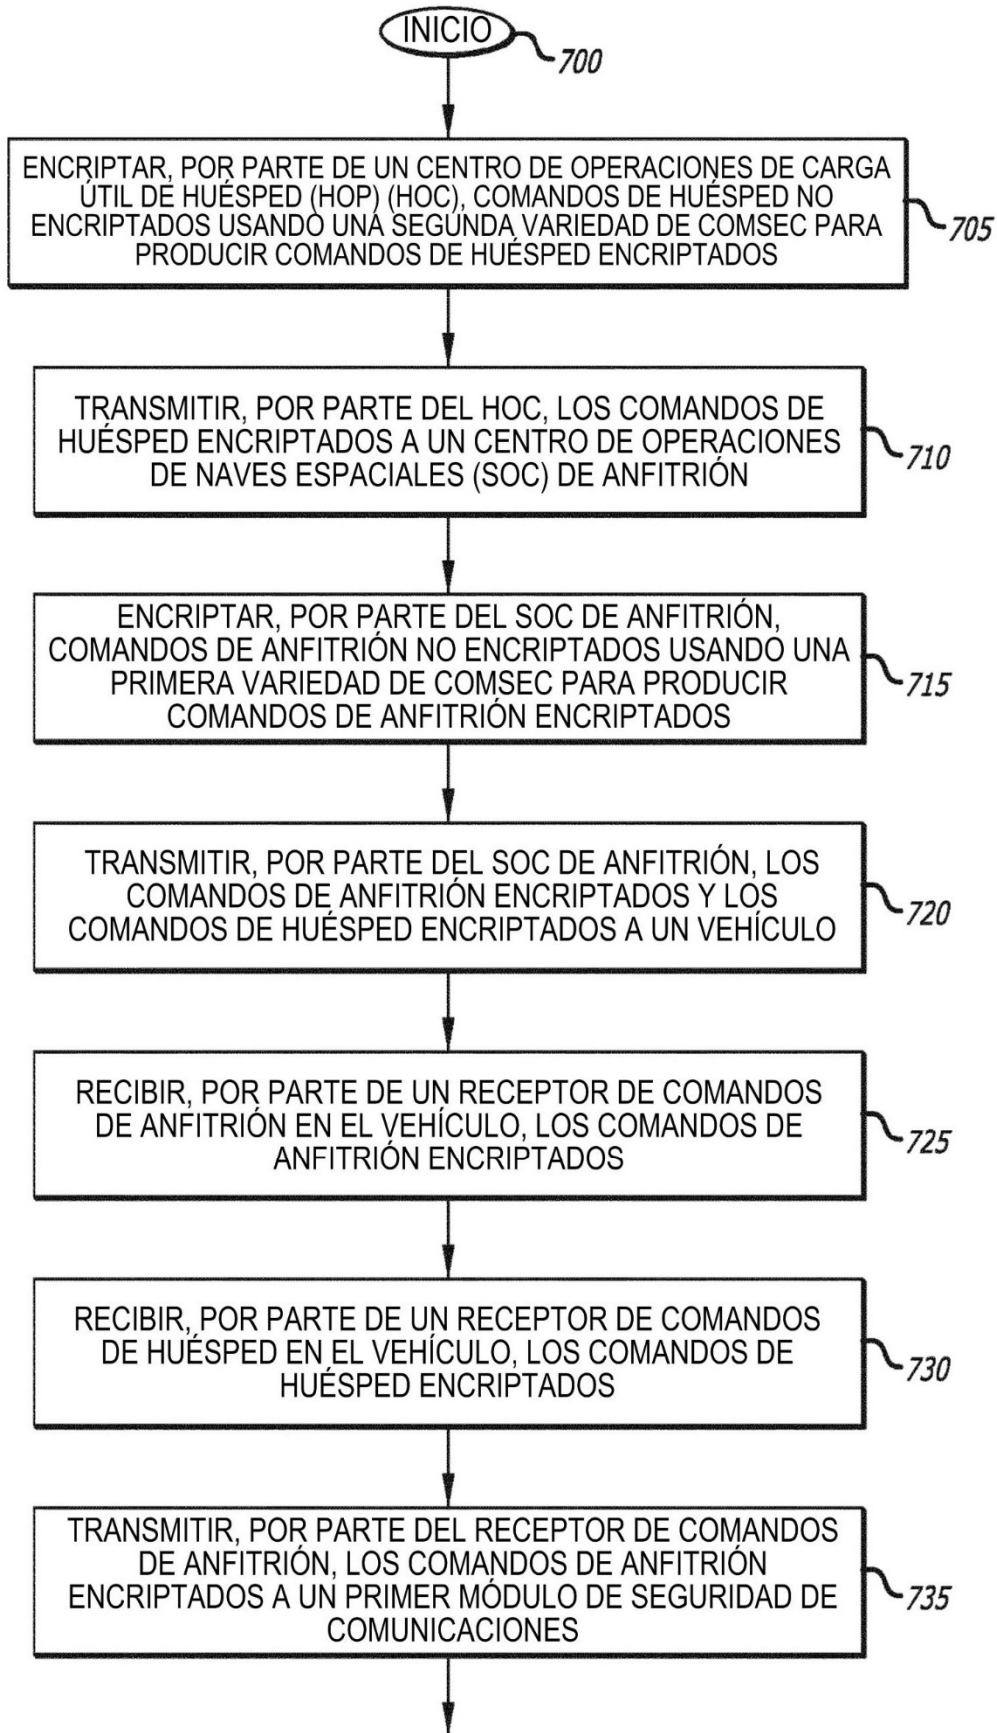 INICIO
700
ENCRIPTAR, POR PARTE DE UN CENTRO DE OPERACIONES DE CARGA
ÚTIL DE HUÉSPED (HOP) (HOC), COMANDOS DE HUÉSPED NO
ENCRIPTADOS USANDO UNA SEGUNDA VARIEDAD DE COMSEC PARA
PRODUCIR COMANDOS DE HUÉSPED ENCRIPTADOS
705
TRANSMITIR, POR PARTE DEL HOC, LOS COMANDOS DE
HUÉSPED ENCRIPTADOS A UN CENTRO DE OPERACIONES
DE NAVES ESPACIALES (SOC) DE ANFITRIÓN
710
ENCRIPTAR, POR PARTE DEL SOC DE ANFITRIÓN,
COMANDOS DE ANFITRIÓN NO ENCRIPTADOS USANDO UNA
PRIMERA VARIEDAD DE COMSEC PARA PRODUCIR
COMANDOS DE ANFITRIÓN ENCRIPTADOS
715
TRANSMITIR, POR PARTE DEL SOC DE ANFITRIÓN, LOS
COMANDOS DE ANFITRIÓN ENCRIPTADOS Y LOS
COMANDOS DE HUÉSPED ENCRIPTADOS A UN VEHÍCULO
720
RECIBIR, POR PARTE DE UN RECEPTOR DE COMANDOS
DE ANFITRIÓN EN EL VEHÍCULO, LOS COMANDOS DE
ANFITRIÓN ENCRIPTADOS
725
RECIBIR, POR PARTE DE UN RECEPTOR DE COMANDOS
DE HUÉSPED EN EL VEHÍCULO, LOS COMANDOS DE
HUÉSPED ENCRIPTADOS
730
TRANSMITIR, POR PARTE DEL RECEPTOR DE COMANDOS
DE ANFITRIÓN, LOS COMANDOS DE ANFITRIÓN
ENCRIPTADOS A UN PRIMER MÓDULO DE SEGURIDAD DE
COMUNICACIONES
735